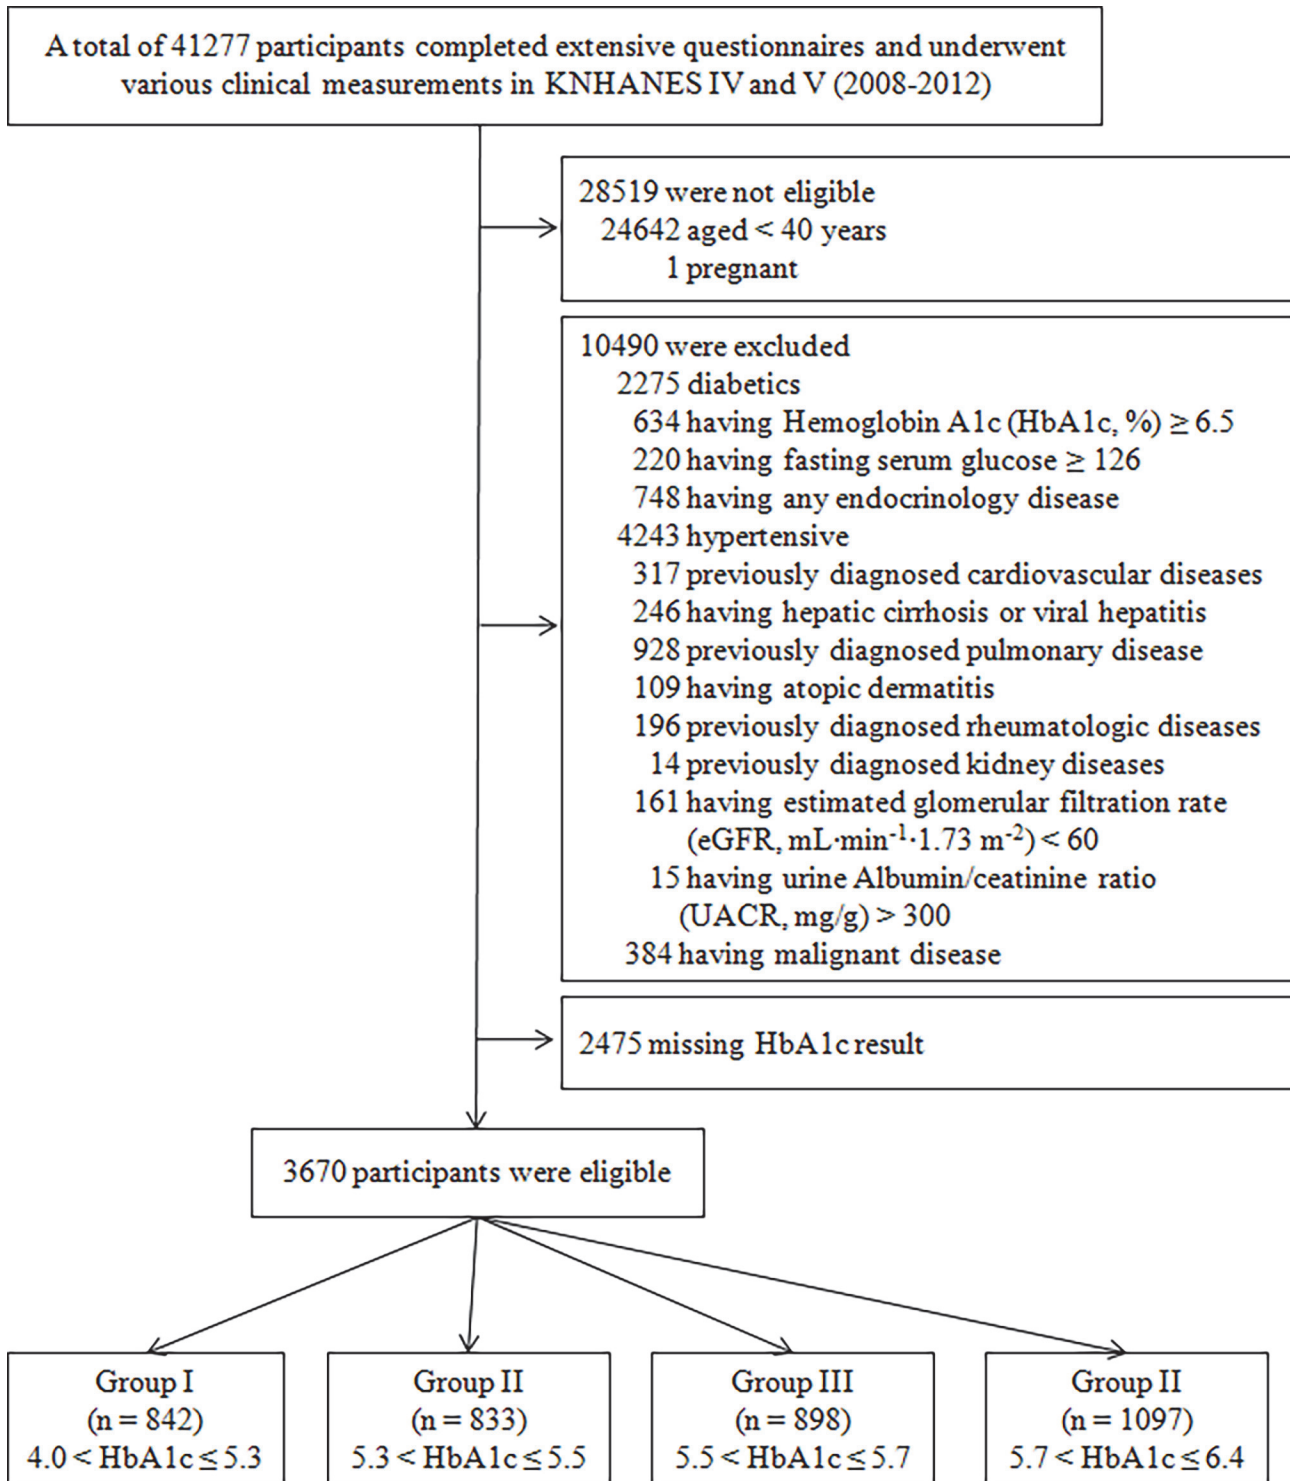 A total of 41277 participants completed extensive questionnaires and underwent
various clinical measurements in KNHANES IV and V (2008-2012)
28519 were not eligible
24642 aged < 40 years
1 pregnant
10490 were excluded
2275 diabetics
634 having Hemoglobin A1c (HbA1c, %) ≥ 6.5
220 having fasting serum glucose ≥ 126
748 having any endocrinology disease
4243 hypertensive
317 previously diagnosed cardiovascular diseases
246 having hepatic cirrhosis or viral hepatitis
928 previously diagnosed pulmonary disease
109 having atopic dermatitis
196 previously diagnosed rheumatologic diseases
14 previously diagnosed kidney diseases
161 having estimated glomerular filtration rate
(eGFR, mL·min⁻¹·1.73 m⁻²) < 60
15 having urine Albumin/ceatinine ratio
(UACR, mg/g) > 300
384 having malignant disease
2475 missing HbA1c result
3670 participants were eligible
Group I
(n = 842)
4.0 < HbA1c ≤ 5.3
Group II
(n = 833)
5.3 < HbA1c ≤ 5.5
Group III
(n = 898)
5.5 < HbA1c ≤ 5.7
Group II
(n = 1097)
5.7 < HbA1c ≤ 6.4